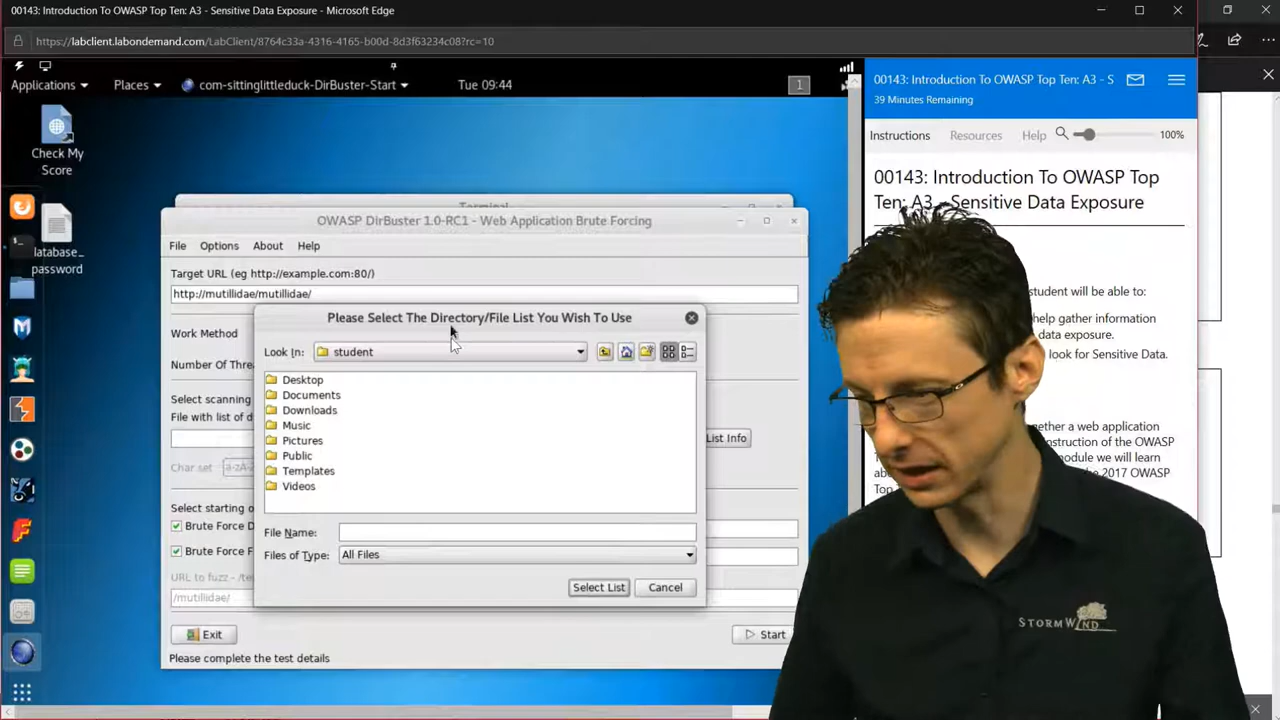 00143: Introduction To OWASP Top Ten: A3 - Sensitive Data Exposure - Microsoft Edge
https://labclient.labondemand.com/LabClient/8764c33a-4316-4165-b00d-8d3f63234c08?rc=10
Applications
Places
com-sittinglittleduck-DirBuster-Start
Tue 09:44
1
Check My
Score
latabase_
password
Terminal
OWASP DirBuster 1.0-RC1 - Web Application Brute Forcing
File
Options
About
Help
Target URL (eg http://example.com:80/)
http://mutillidae/mutillidae/
Work Method
Number Of Thre
Select scanning
File with list of d
List Info
Char set
a-zA-Z
Select starting o
Brute Force D
Brute Force F
URL to fuzz - /te
/mutillidae/
Exit
Start
Please complete the test details
Please Select The Directory/File List You Wish To Use
Look In:
student
Desktop
Documents
Downloads
Music
Pictures
Public
Templates
Videos
File Name:
Files of Type:
All Files
Select List
Cancel
00143: Introduction To OWASP Top Ten: A3 - S
39 Minutes Remaining
Instructions
Resources
Help
100%
00143: Introduction To OWASP Top
Ten: A3 - Sensitive Data Exposure
student will be able to:
help gather information
data exposure.
look for Sensitive Data.
ether a web application
nstruction of the OWASP
module we will learn
the 2017 OWASP
Top
STORMWIND